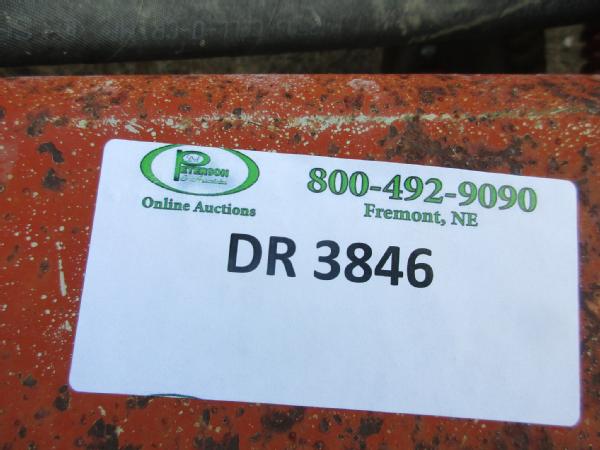 PETERSON
Online Auctions
800-492-9090
Fremont, NE
DR 3846